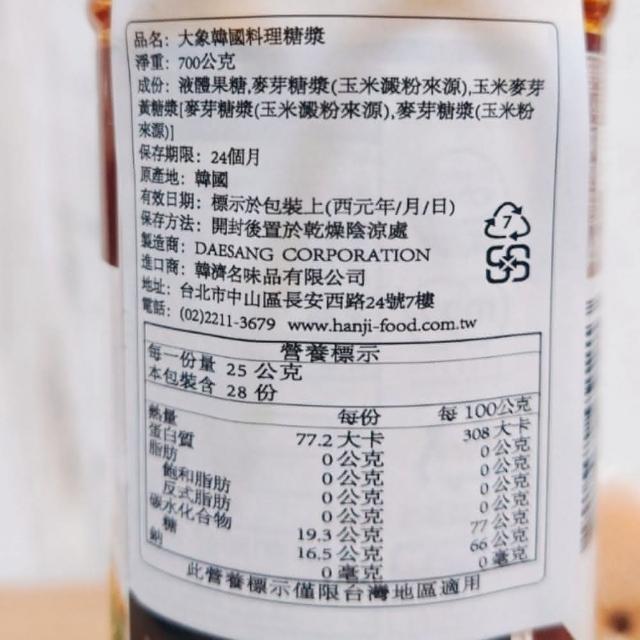 品名: 大象韓國料理糖漿
淨重: 700公克
成份: 液體果糖,麥芽糖漿(玉米澱粉來源),玉米麥芽
黃糖漿[麥芽糖漿(玉米澱粉來源),麥芽糖漿(玉米粉
來源)]
保存期限: 24個月
原產地: 韓國
有效日期: 標示於包裝上(西元年/月/日)
保存方法: 開封後置於乾燥陰涼處
製造商: DAESANG CORPORATION
進口商: 韓濟名味品有限公司
地址: 台北市中山區長安西路24號7樓
電話: (02)2211-3679 www.hanji-food.com.tw
7
營養標示
每一份量 25 公克
本包裝含 28 份
每份 每 100公克
熱量 77.2 大卡 308 大卡
蛋白質 0 公克 0 公克
脂肪 0 公克 0 公克
飽和脂肪 0 公克 0 公克
反式脂肪 0 公克 0 公克
碳水化合物 19.3 公克 77 公克
糖 16.5 公克 66 公克
鈉 0 毫克 0 毫克
此營養標示僅限台灣地區適用